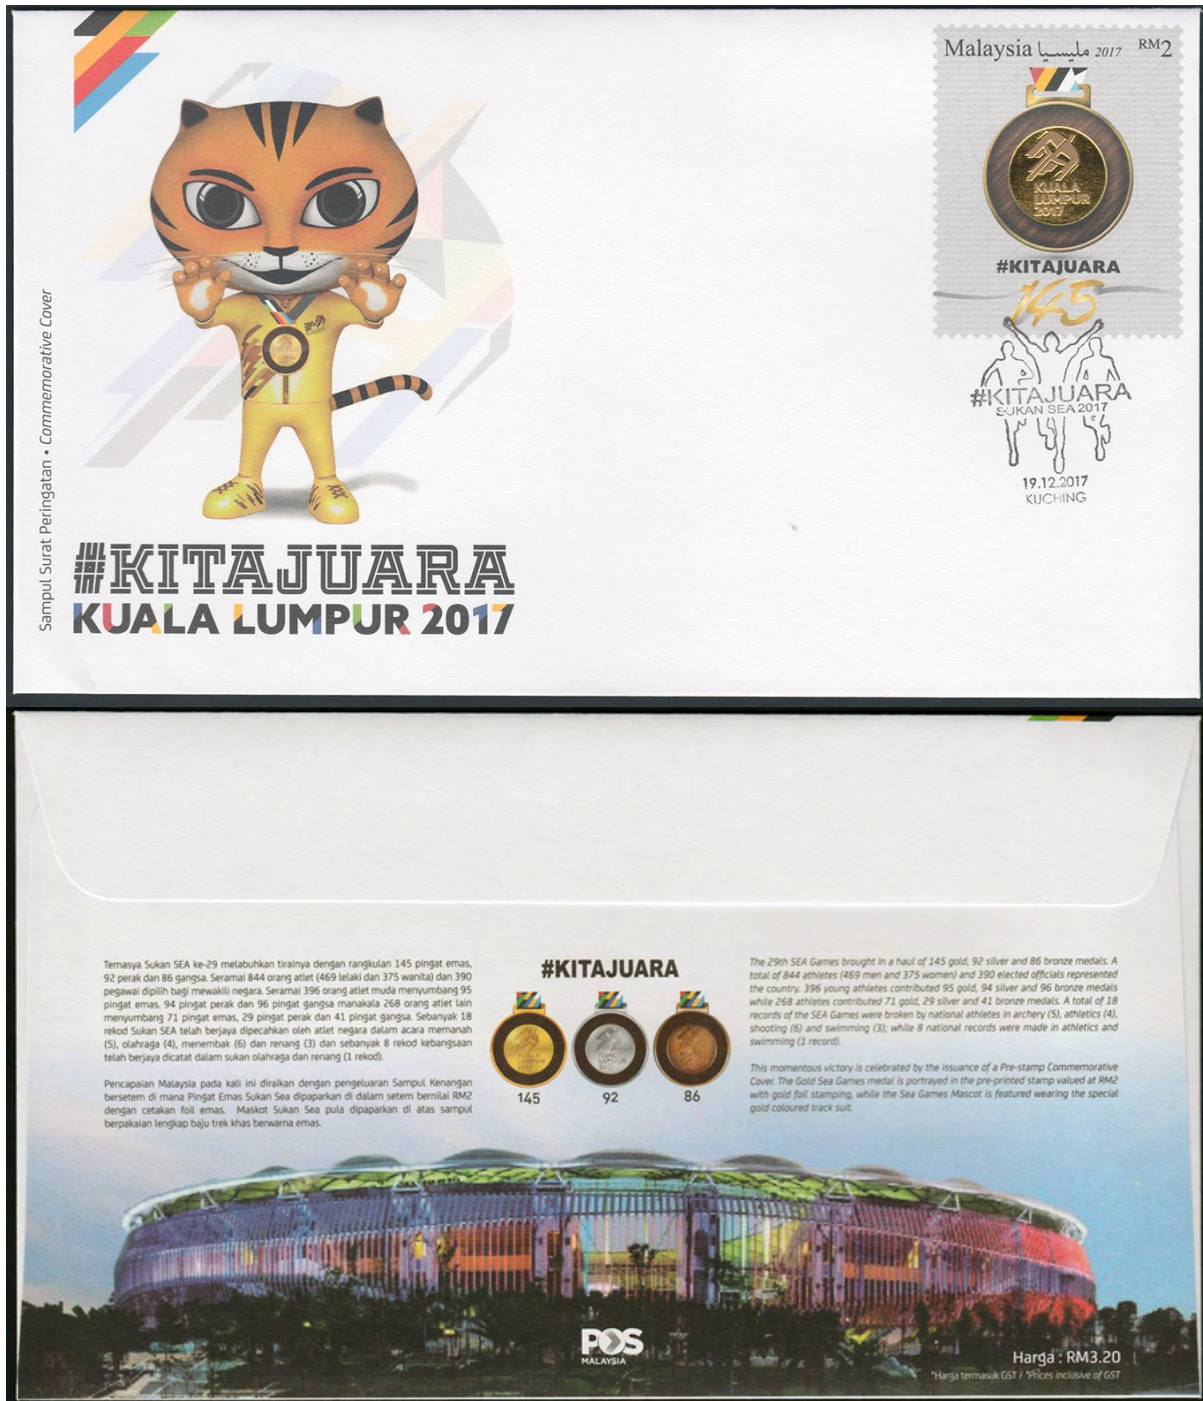 Malaysia مليسيا 2017 RM2
KUALA
LUMPUR
2017
#KITAJUARA
145
#KITAJUARA
SUKAN SEA 2017
19.12.2017
KUCHING
Sampul Surat Peringatan • Commemorative Cover
#KITAJUARA
KUALA LUMPUR 2017
Temasya Sukan SEA ke-29 melabuhkan tirainya dengan rangkulan 145 pingat emas,
92 perak dan 86 gangsa. Seramai 844 orang atlet (469 lelaki dan 375 wanita) dan 390
pegawai dipilih bagi mewakili negara. Seramai 396 orang atlet muda menyumbang 95
pingat emas, 94 pingat perak dan 96 pingat gangsa manakala 268 orang atlet lain
menyumbang 71 pingat emas, 29 pingat perak dan 41 pingat gangsa. Sebanyak 18
rekod Sukan SEA telah berjaya dipecahkan oleh atlet negara dalam acara memanah
(5), olahraga (4), menembak (6) dan renang (3) dan sebanyak 8 rekod kebangsaan
telah berjaya dicatat dalam sukan olahraga dan renang (1 rekod).
Pencapaian Malaysia pada kali ini diraikan dengan pengeluaran Sampul Kenangan
bersetem di mana Pingat Emas Sukan Sea dipaparkan di dalam setem bernilai RM2
dengan cetakan foil emas. Maskot Sukan Sea pula dipaparkan di atas sampul
berpakaian lengkap baju trek khas berwarna emas.
#KITAJUARA
145 92 86
The 29th SEA Games brought in a haul of 145 gold, 92 silver and 86 bronze medals. A
total of 844 athletes (469 men and 375 women) and 390 elected officials represented
the country. 396 young athletes contributed 95 gold, 94 silver and 96 bronze medals
while 268 athletes contributed 71 gold, 29 silver and 41 bronze medals. A total of 18
records of the SEA Games were broken by national athletes in archery (5), athletics (4),
shooting (6) and swimming (3); while 8 national records were made in athletics and
swimming (1 record).
This momentous victory is celebrated by the issuance of a Pre-stamp Commemorative
Cover. The Gold Sea Games medal is portrayed in the pre-printed stamp valued at RM2
with gold foil stamping, while the Sea Games Mascot is featured wearing the special
gold coloured track suit.
POS
MALAYSIA
Harga : RM3.20
*Harga termasuk GST / *Prices inclusive of GST